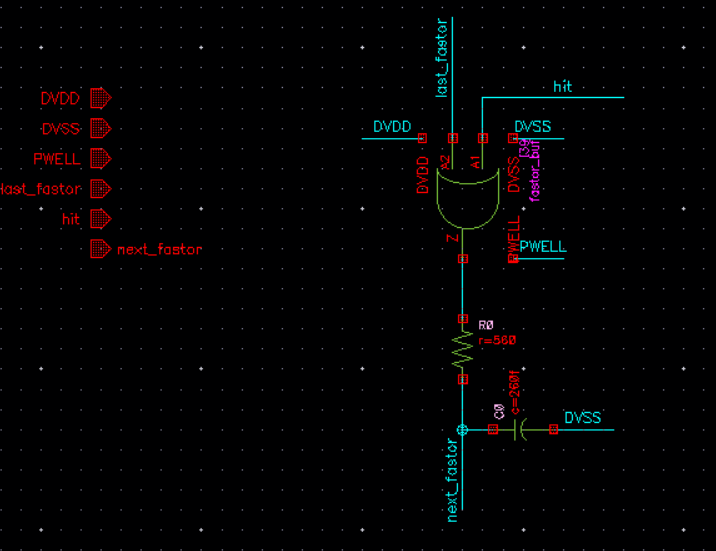 last_fastor
hit
DVDD
DVSS
DVDD
DVSS
PWELL
last_fastor
hit
next_fastor
DVDD
A2
A1
DVSS
fastor_buf
Z
PWELL
PWELL
R0
r=560
C0
c=260f
DVSS
next_fastor